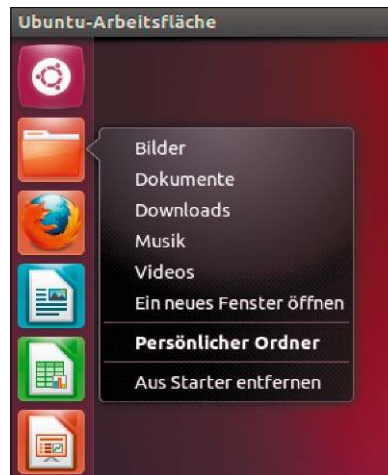 Ubuntu-Arbeitsfläche
Bilder
Dokumente
Downloads
Musik
Videos
Ein neues Fenster öffnen
Persönlicher Ordner
Aus Starter entfernen